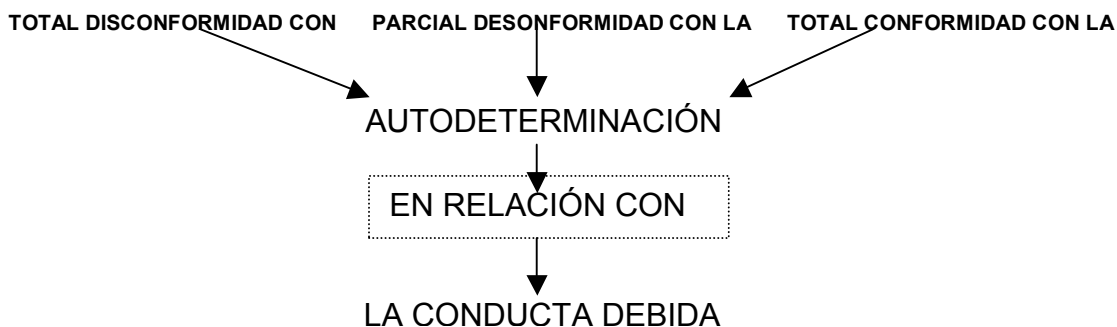 TOTAL DISCONFORMIDAD CON PARCIAL DESONFORMIDAD CON LA TOTAL CONFORMIDAD CON LA
AUTODETERMINACIÓN
EN RELACIÓN CON
LA CONDUCTA DEBIDA